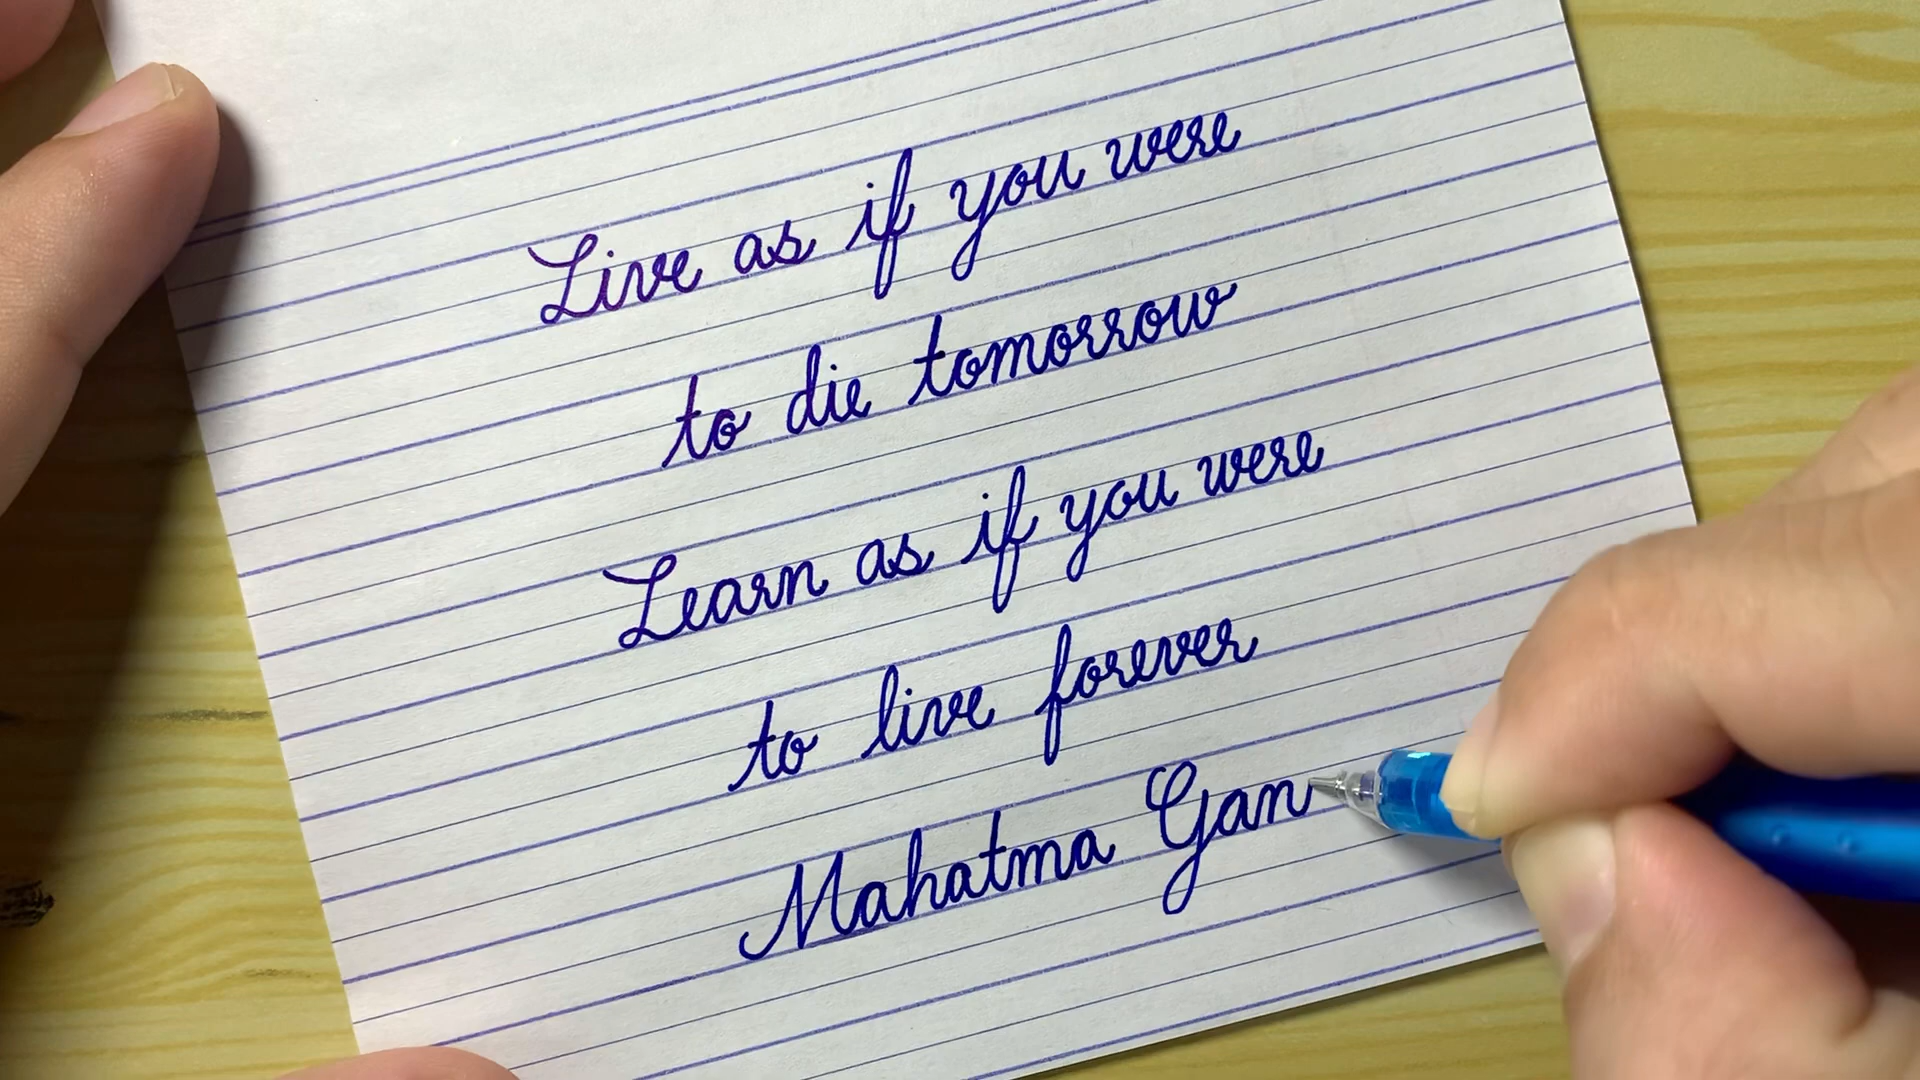 Live as if you were
to die tomorrow
Learn as if you were
to live forever
Mahatma Gan